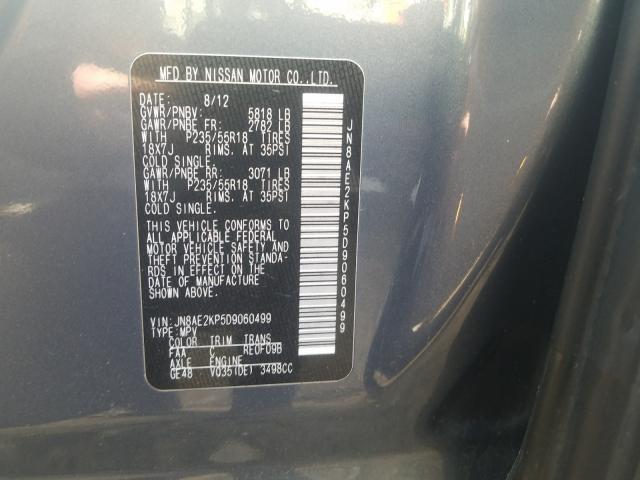 MFD BY NISSAN MOTOR CO.,LTD.
DATE: 8/12
GVWR/PNBV: 5818 LB
GAWR/PNBE FR: 2782 LB
WITH P235/55R18 TIRES
18X7J RIMS. AT 35PSI
COLD SINGLE.
GAWR/PNBE RR: 3071 LB
WITH P235/55R18 TIRES
18X7J RIMS. AT 35PSI
COLD SINGLE.
THIS VEHICLE CONFORMS TO
ALL APPLICABLE FEDERAL
MOTOR VEHICLE SAFETY AND
THEFT PREVENTION STANDA-
RDS IN EFFECT ON THE
DATE OF MANUFACTURE
SHOWN ABOVE.
VIN: JN8AE2KP5D9060499
TYPE: MPV
COLOR TRIM TRANS
FAA C RE0F09B
AXLE ENGINE
GE48 VQ35(DE) 3498CC
JN8AE2KP5D9060499